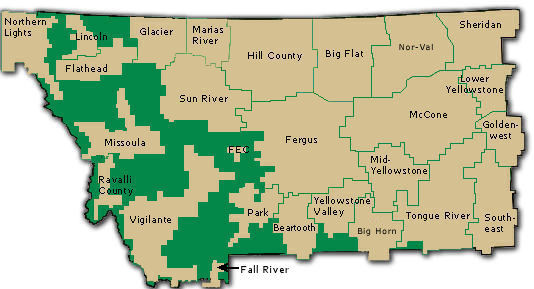 Northern
Lights
Lincoln
Glacier
Marias
River
Hill County
Big Flat
Nor-Val
Sheridan
Flathead
Sun River
Lower
Yellowstone
McCone
Golden-
west
Missoula
FEC
Fergus
Mid-
Yellowstone
Ravalli
County
Vigilante
Park
Yellowstone
Valley
Beartooth
Big Horn
Tongue River
South-
east
Fall River